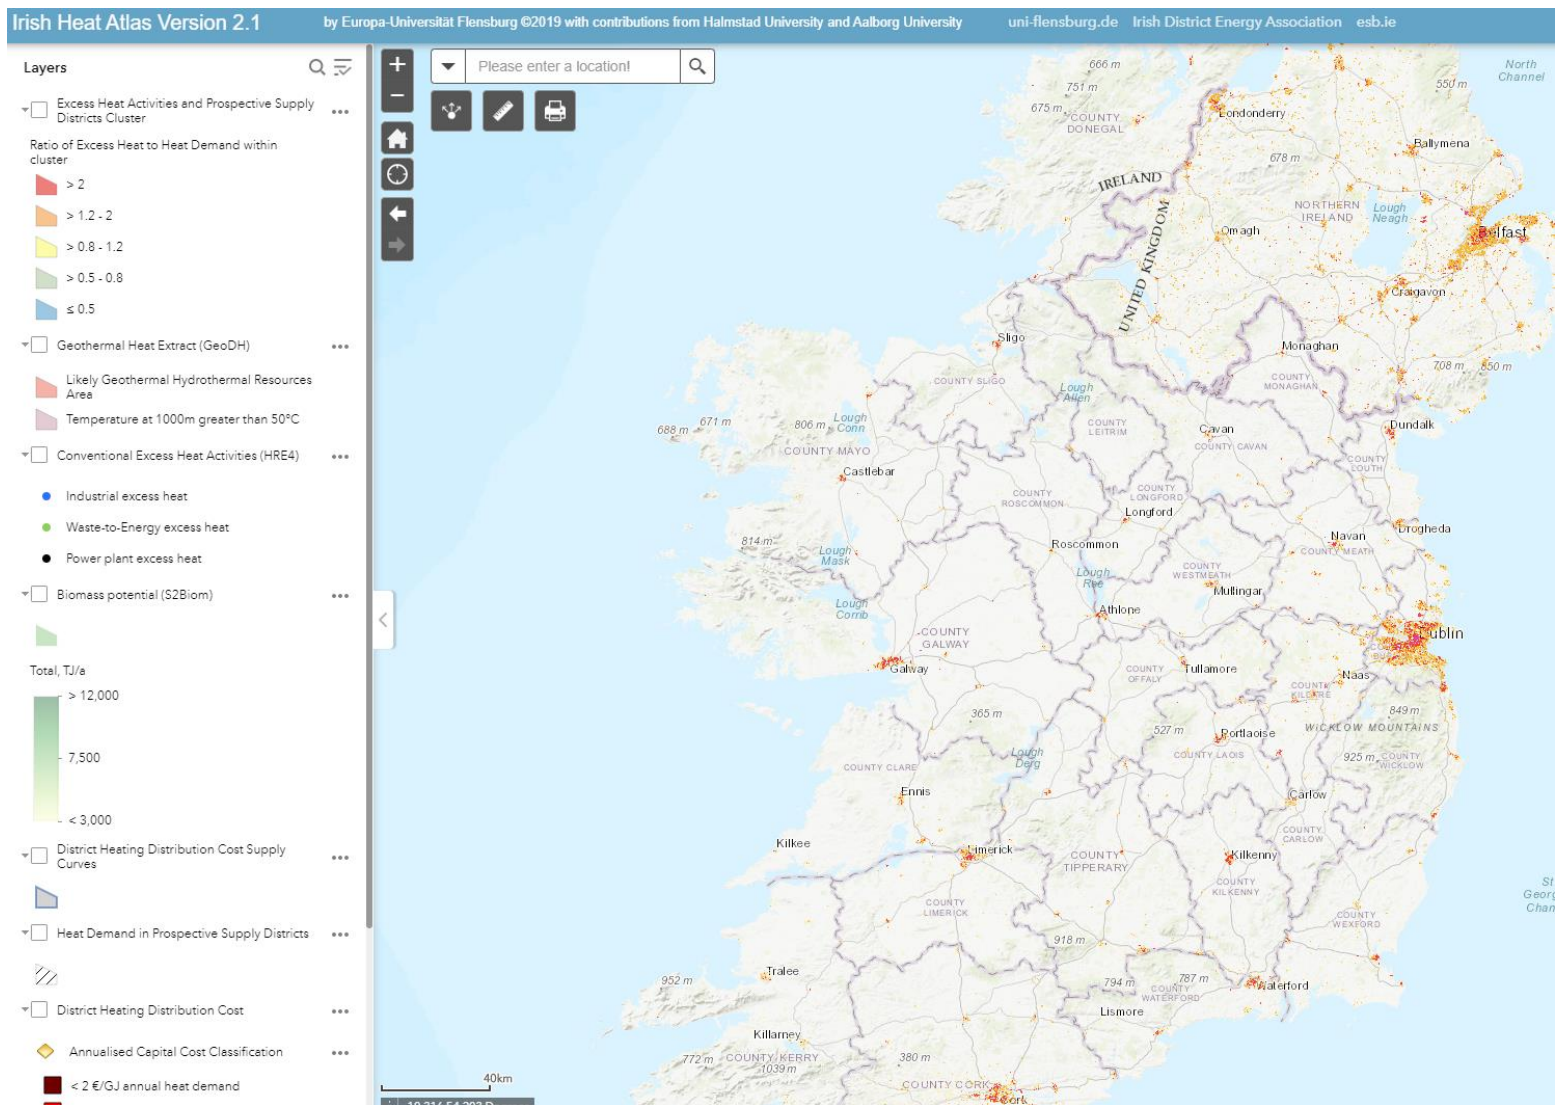 Irish Heat Atlas Version 2.1
by Europa-Universität Flensburg ©2019 with contributions from Halmstad University and Aalborg University
uni-flensburg.de
Irish District Energy Association
esb.ie
Layers
Excess Heat Activities and Prospective Supply
Districts Cluster
Ratio of Excess Heat to Heat Demand within
cluster
> 2
> 1.2 - 2
> 0.8 - 1.2
> 0.5 - 0.8
≤ 0.5
Geothermal Heat Extract (GeoDH)
Likely Geothermal Hydrothermal Resources
Area
Temperature at 1000m greater than 50°C
Conventional Excess Heat Activities (HRE4)
Industrial excess heat
Waste-to-Energy excess heat
Power plant excess heat
Biomass potential (S2Biom)
Total, TJ/a
> 12,000
7,500
< 3,000
District Heating Distribution Cost Supply
Curves
Heat Demand in Prospective Supply Districts
District Heating Distribution Cost
Annualised Capital Cost Classification
< 2 €/GJ annual heat demand
Please enter a location!
666 m
751 m
675 m
COUNTY
DONEGAL
Londonderry
550 m
North
Channel
Ballymena
678 m
IRELAND
UNITED KINGDOM
NORTHERN
IRELAND
Lough
Neagh
Omagh
Belfast
Craigavon
Sligo
Monaghan
COUNTY
MONAGHAN
708 m
850 m
COUNTY SLIGO
Lough
Allen
COUNTY
LEITRIM
Cavan
COUNTY CAVAN
Dundalk
COUNTY
LOUTH
688 m
671 m
806 m
Lough
Conn
COUNTY MAYO
Castlebar
COUNTY
ROSCOMMON
COUNTY
LONGFORD
Longford
Roscommon
Navan
COUNTY MEATH
Drogheda
814 m
Lough
Mask
Lough
Ree
COUNTY
WESTMEATH
Mullingar
Lough
Corrib
Athlone
COUNTY
GALWAY
Galway
Dublin
COUNTY
OFFALY
Tullamore
Naas
COUNTY
KILDARE
365 m
527 m
Portlaoise
COUNTY LAOIS
849 m
WICKLOW MOUNTAINS
925 m
COUNTY
WICKLOW
Lough
Derg
COUNTY CLARE
Ennis
Carlow
COUNTY
CARLOW
Kilkee
Limerick
COUNTY
TIPPERARY
Kilkenny
COUNTY
KILKENNY
COUNTY
LIMERICK
COUNTY
WEXFORD
918 m
Tralee
952 m
794 m
787 m
COUNTY
WATERFORD
Waterford
Lismore
Killarney
772 m
COUNTY KERRY
1039 m
380 m
COUNTY CORK
Cork
St
Georg
Chan
40km